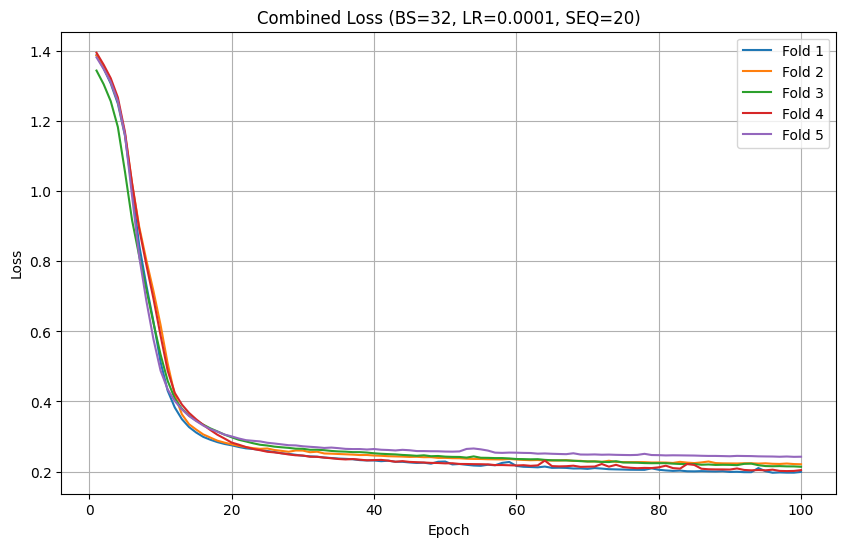 Combined Loss (BS=32, LR=0.0001, SEQ=20)
Fold 1
Fold 2
Fold 3
Fold 4
Fold 5
Loss
1.4
1.2
1.0
0.8
0.6
0.4
0.2
0 20 40 60 80 100
Epoch